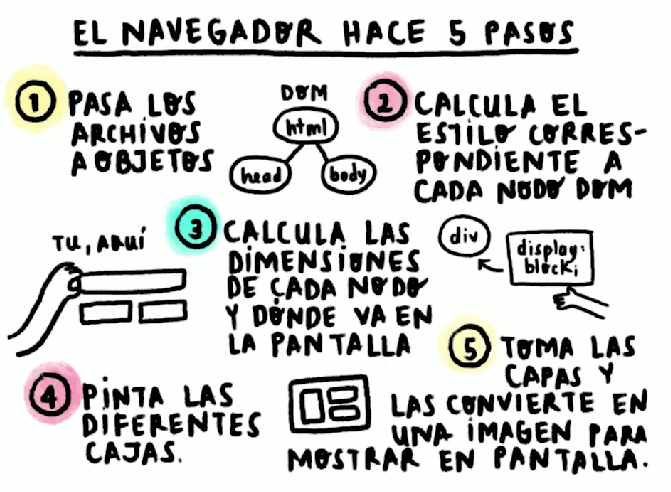 EL NAVEGADOR HACE 5 PASOS
1 PASA LOS
ARCHIVOS
A OBJETOS
DOM
html
head
body
2 CALCULA EL
ESTILO CORRES-
PONDIENTE A
CADA NODO DOM
div
display:
block;
TU, AQUÍ
3 CALCULA LAS
DIMENSIONES
DE CADA NODO
Y DÓNDE VA EN
LA PANTALLA
4 PINTA LAS
DIFERENTES
CAJAS.
5 TOMA LAS
CAPAS Y
LAS CONVIERTE EN
UNA IMAGEN PARA
MOSTRAR EN PANTALLA.